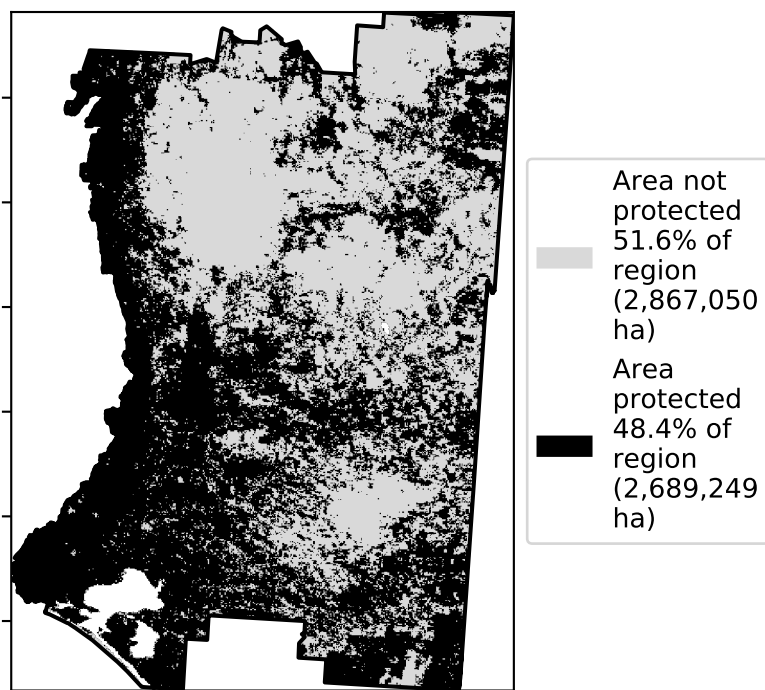 Area not
protected
51.6% of
region
(2,867,050
ha)
Area
protected
48.4% of
region
(2,689,249
ha)